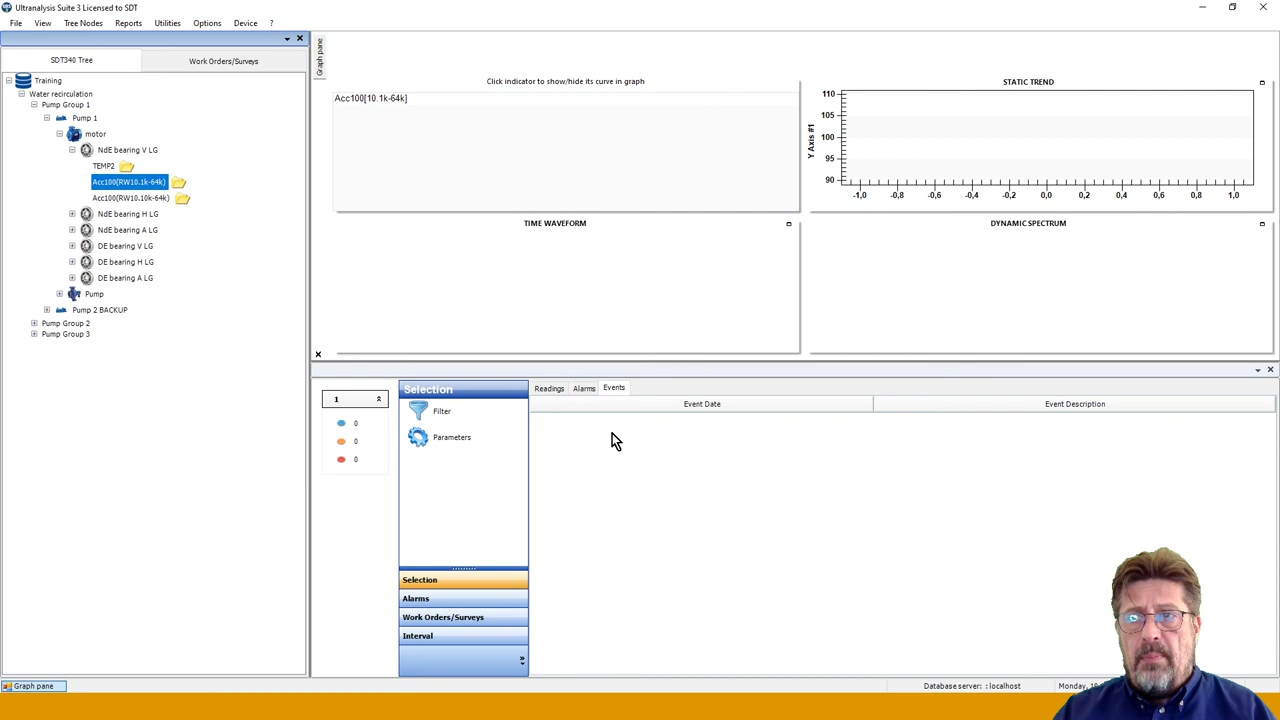 Ultranalysis Suite 3 Licensed to SDT
File View Tree Nodes Reports Utilities Options Device ?
SDT340 Tree
Work Orders/Surveys
Training
Water recirculation
Pump Group 1
Pump 1
motor
NdE bearing V LG
TEMP2
Acc100(RW10.1k-64k)
Acc100(RW10.10k-64k)
NdE bearing H LG
NdE bearing A LG
DE bearing V LG
DE bearing H LG
DE bearing A LG
Pump
Pump 2 BACKUP
Pump Group 2
Pump Group 3
Graph pane
Click indicator to show/hide its curve in graph
Acc100[10.1k-64k]
STATIC TREND
Y Axis #1
110
105
100
95
90
-1,0 -0,8 -0,6 -0,4 -0,2 0,0 0,2 0,4 0,6 0,8 1,0
TIME WAVEFORM
DYNAMIC SPECTRUM
1
0
0
0
Selection
Filter
Parameters
Selection
Alarms
Work Orders/Surveys
Interval
Readings Alarms Events
Event Date Event Description
Graph pane
Database server: : localhost
Monday,